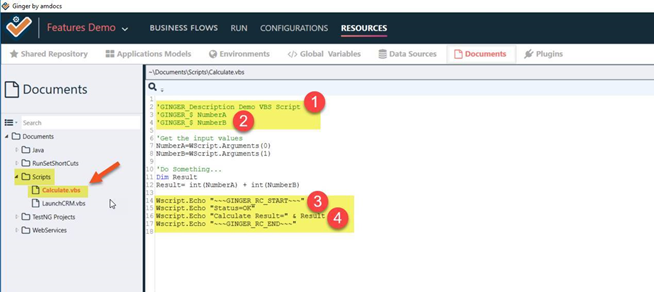 Ginger by amdocs
Features Demo
BUSINESS FLOWS
RUN
CONFIGURATIONS
RESOURCES
Shared Repository
Applications Models
Environments
Global Variables
Data Sources
Documents
Plugins
Documents
~\Documents\Scripts\Calculate.vbs
Search
Documents
Java
RunSetShortCuts
Scripts
Calculate.vbs
LaunchCRM.vbs
TestNG Projects
WebServices
1
2 'GINGER_Description Demo VBS Script
3 'GINGER_$ NumberA
4 'GINGER_$ NumberB
5
6 'Get the input values
7 NumberA=WScript.Arguments(0)
8 NumberB=WScript.Arguments(1)
9
10 'Do Something...
11 Dim Result
12 Result= int(NumberA) + int(NumberB)
13
14 Wscript.Echo "~~~GINGER_RC_START~~~"
15 Wscript.Echo "Status=OK"
16 Wscript.Echo "Calculate Result=" & Result
17 Wscript.Echo "~~~GINGER_RC_END~~~"
18
1
2
3
4